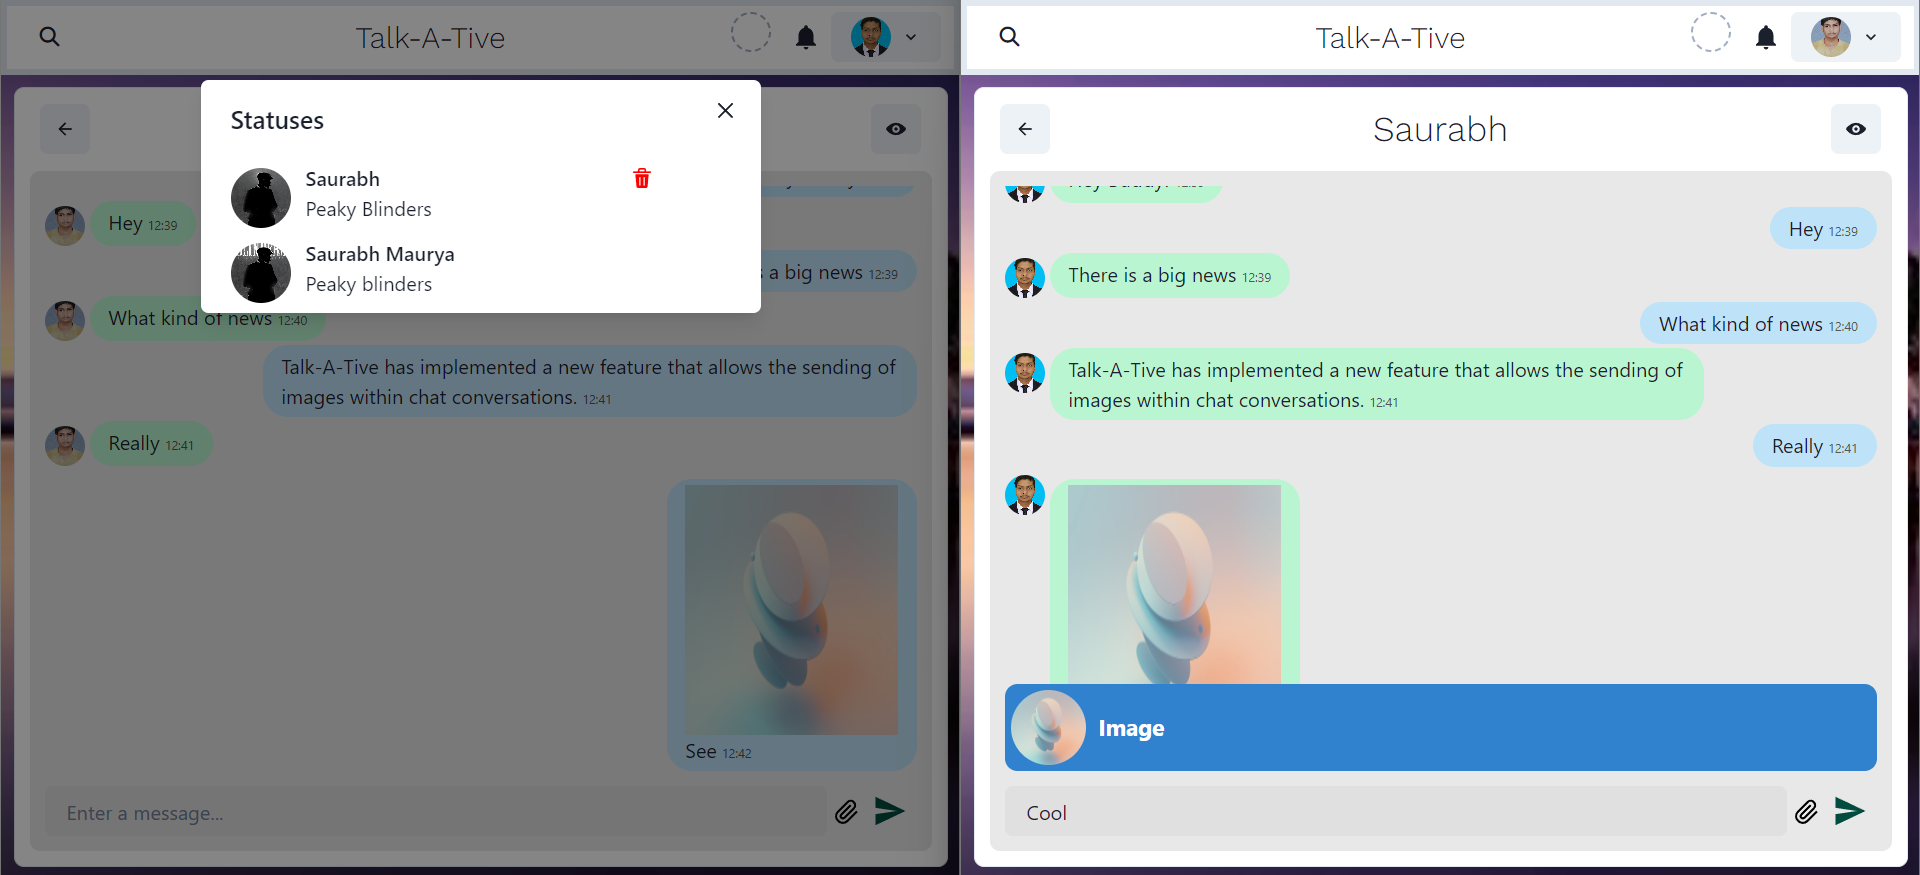 Talk-A-Tive
Statuses
Saurabh
Peaky Blinders
Saurabh Maurya
Peaky blinders
Hey 12:39
a big news 12:39
What kind of news 12:40
Talk-A-Tive has implemented a new feature that allows the sending of
images within chat conversations. 12:41
Really 12:41
See 12:42
Enter a message...
Talk-A-Tive
Saurabh
Hey 12:39
There is a big news 12:39
What kind of news 12:40
Talk-A-Tive has implemented a new feature that allows the sending of
images within chat conversations. 12:41
Really 12:41
Image
Cool